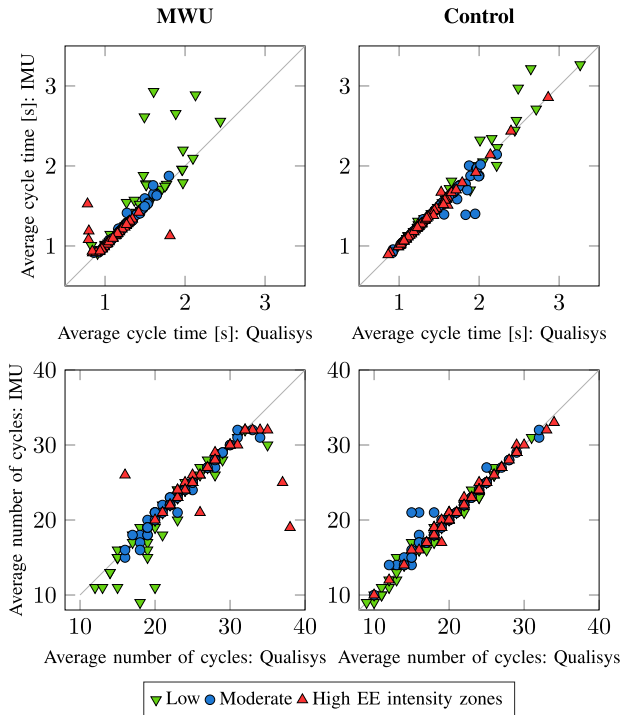 MWU Control
Average cycle time [s]: IMU
3
2
1
1 2 3
Average cycle time [s]: Qualisys
3
2
1
1 2 3
Average cycle time [s]: Qualisys
Average number of cycles: IMU
40
30
20
10
10 20 30 40
Average number of cycles: Qualisys
40
30
20
10
10 20 30 40
Average number of cycles: Qualisys
Low Moderate High EE intensity zones